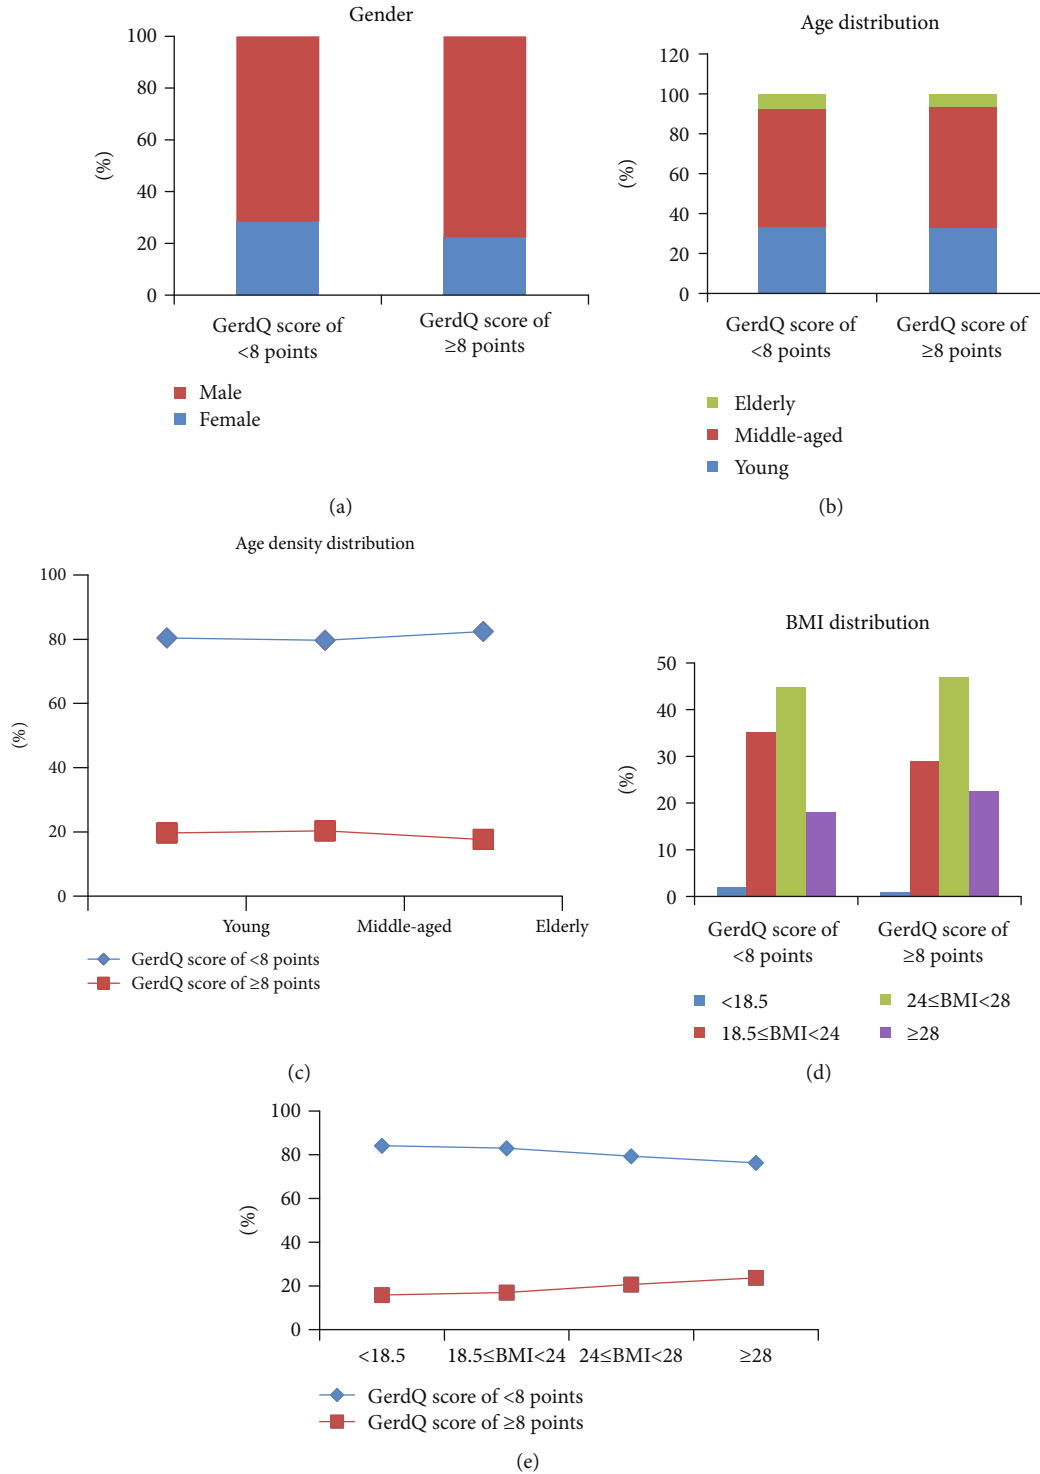 Gender
100
80
60
40
20
0
(%)
GerdQ score of
<8 points
GerdQ score of
≥8 points
Male
Female
(a)
Age distribution
120
100
80
60
40
20
0
(%)
GerdQ score of
<8 points
GerdQ score of
≥8 points
Elderly
Middle-aged
Young
(b)
Age density distribution
100
80
60
40
20
0
(%)
Young
Middle-aged
Elderly
GerdQ score of <8 points
GerdQ score of ≥8 points
(c)
BMI distribution
50
40
30
20
10
0
(%)
GerdQ score of
<8 points
GerdQ score of
≥8 points
<18.5
24≤BMI<28
18.5≤BMI<24
≥28
(d)
100
80
60
40
20
0
(%)
<18.5
18.5≤BMI<24
24≤BMI<28
≥28
GerdQ score of <8 points
GerdQ score of ≥8 points
(e)